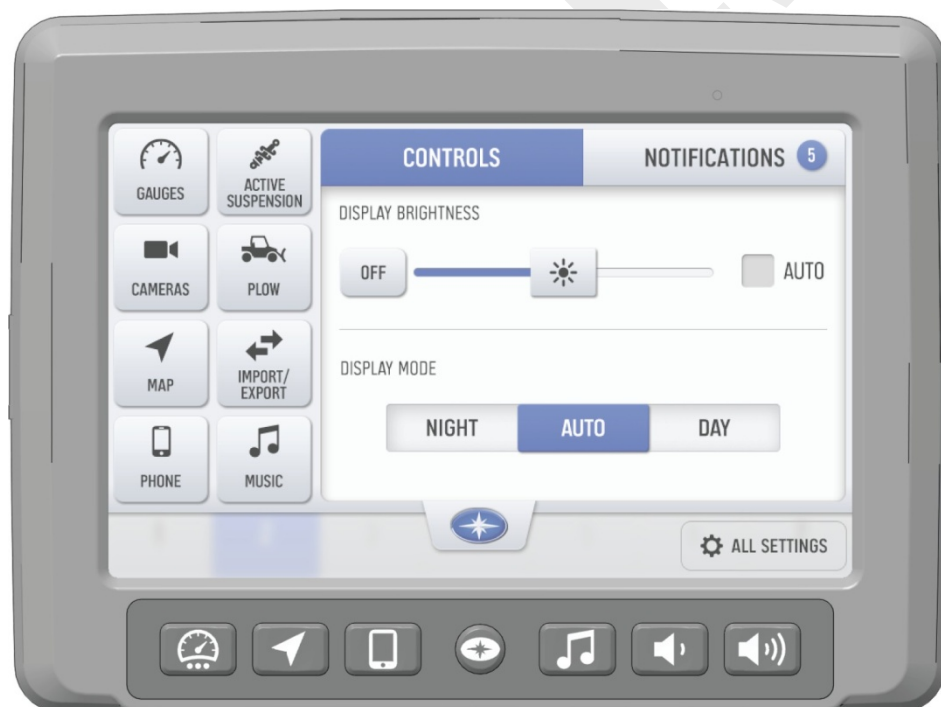 GAUGES
ACTIVE
SUSPENSION
CAMERAS
PLOW
MAP
IMPORT/
EXPORT
PHONE
MUSIC
CONTROLS
NOTIFICATIONS 5
DISPLAY BRIGHTNESS
OFF
AUTO
DISPLAY MODE
NIGHT AUTO DAY
ALL SETTINGS